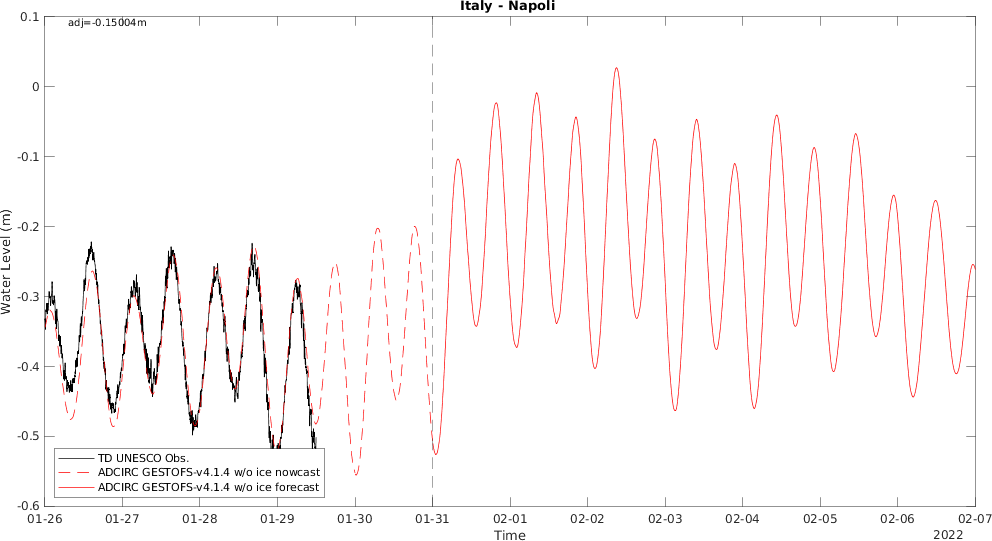 Italy - Napoli
adj=-0.15004m
0.1
0
-0.1
-0.2
-0.3
-0.4
-0.5
-0.6
Water Level (m)
TD UNESCO Obs.
ADCIRC GESTOFS-v4.1.4 w/o ice nowcast
ADCIRC GESTOFS-v4.1.4 w/o ice forecast
01-26 01-27 01-28 01-29 01-30 01-31 02-01 02-02 02-03 02-04 02-05 02-06 02-07
Time
2022